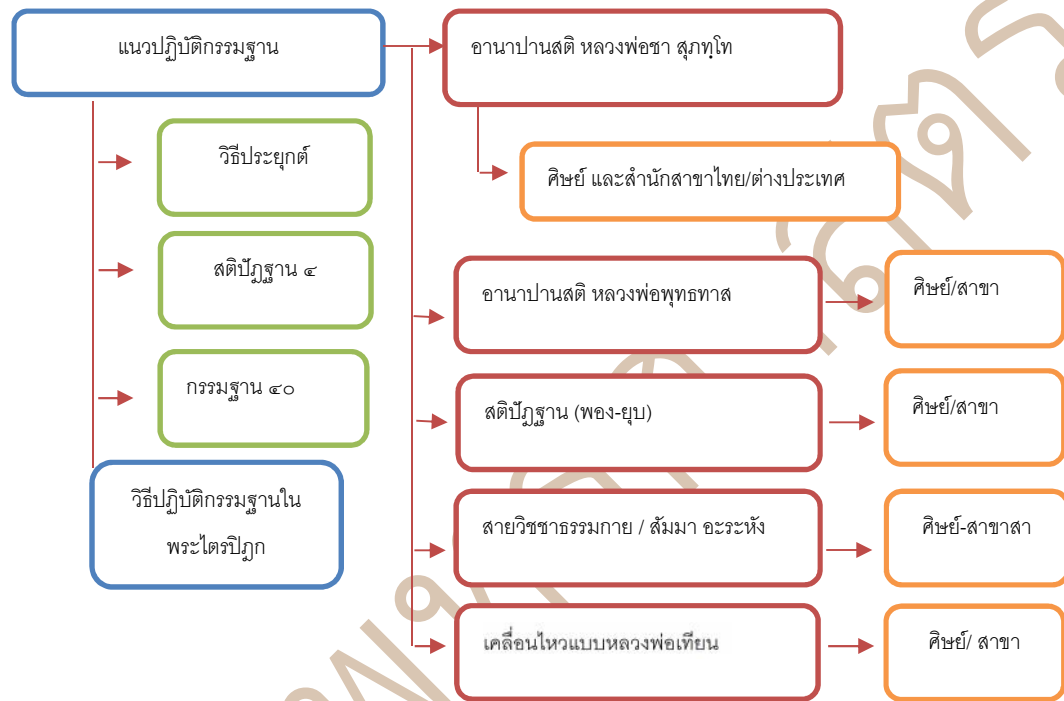 แนวปฏิบัติกรรมฐาน
อานาปานสติ หลวงพ่อชา สุภทฺโท
วิธีประยุกต์
ศิษย์ และสำนักสาขาไทย/ต่างประเทศ
สติปัฏฐาน ๔
อานาปานสติ หลวงพ่อพุทธทาส
ศิษย์/สาขา
กรรมฐาน ๔๐
สติปัฏฐาน (พอง-ยุบ)
ศิษย์/สาขา
วิธีปฏิบัติกรรมฐานใน
พระไตรปิฎก
สายวิชชาธรรมกาย / สัมมา อะระหัง
ศิษย์-สาขาสา
เคลื่อนไหวแบบหลวงพ่อเทียน
ศิษย์/ สาขา